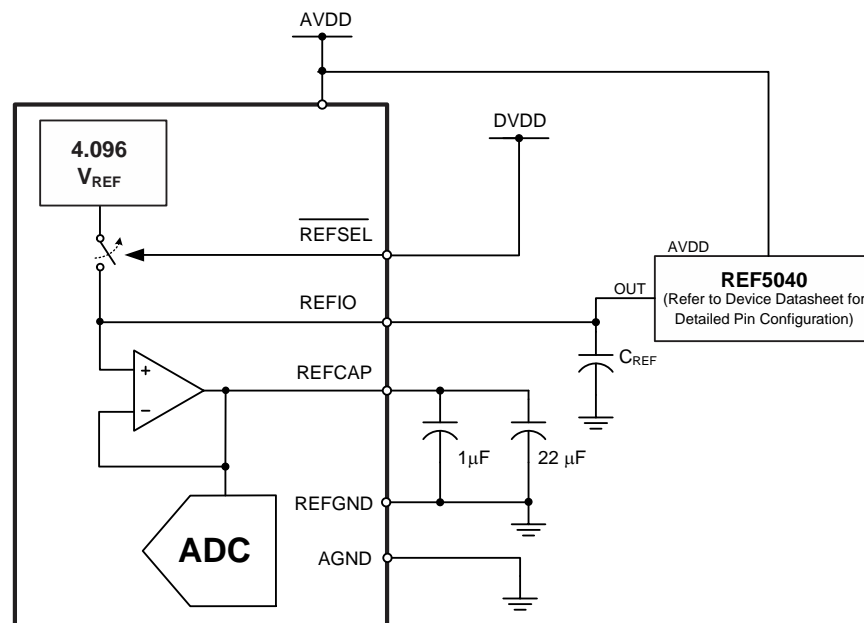 AVDD
DVDD
4.096
VREF
REFSEL
AVDD
REF5040
(Refer to Device Datasheet for
Detailed Pin Configuration)
OUT
REFIO
CREF
REFCAP
+
−
1μF
22 μF
REFGND
ADC
AGND